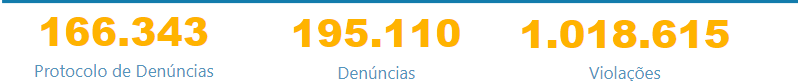 166.343 195.110 1.018.615
Protocolo de Denúncias Denúncias Violações